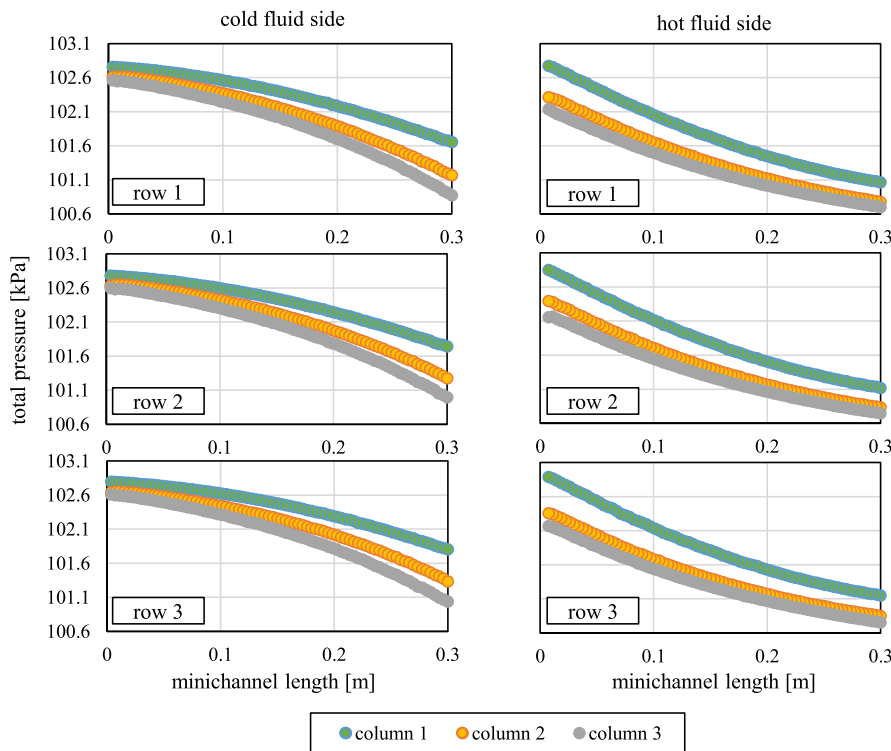 cold fluid side
hot fluid side
total pressure [kPa]
103.1
102.6
102.1
101.6
101.1
100.6
row 1
0 0.1 0.2 0.3
row 1
0 0.1 0.2 0.3
103.1
102.6
102.1
101.6
101.1
100.6
row 2
0 0.1 0.2 0.3
row 2
0 0.1 0.2 0.3
103.1
102.6
102.1
101.6
101.1
100.6
row 3
0 0.1 0.2 0.3
row 3
0 0.1 0.2 0.3
minichannel length [m]
minichannel length [m]
column 1 column 2 column 3